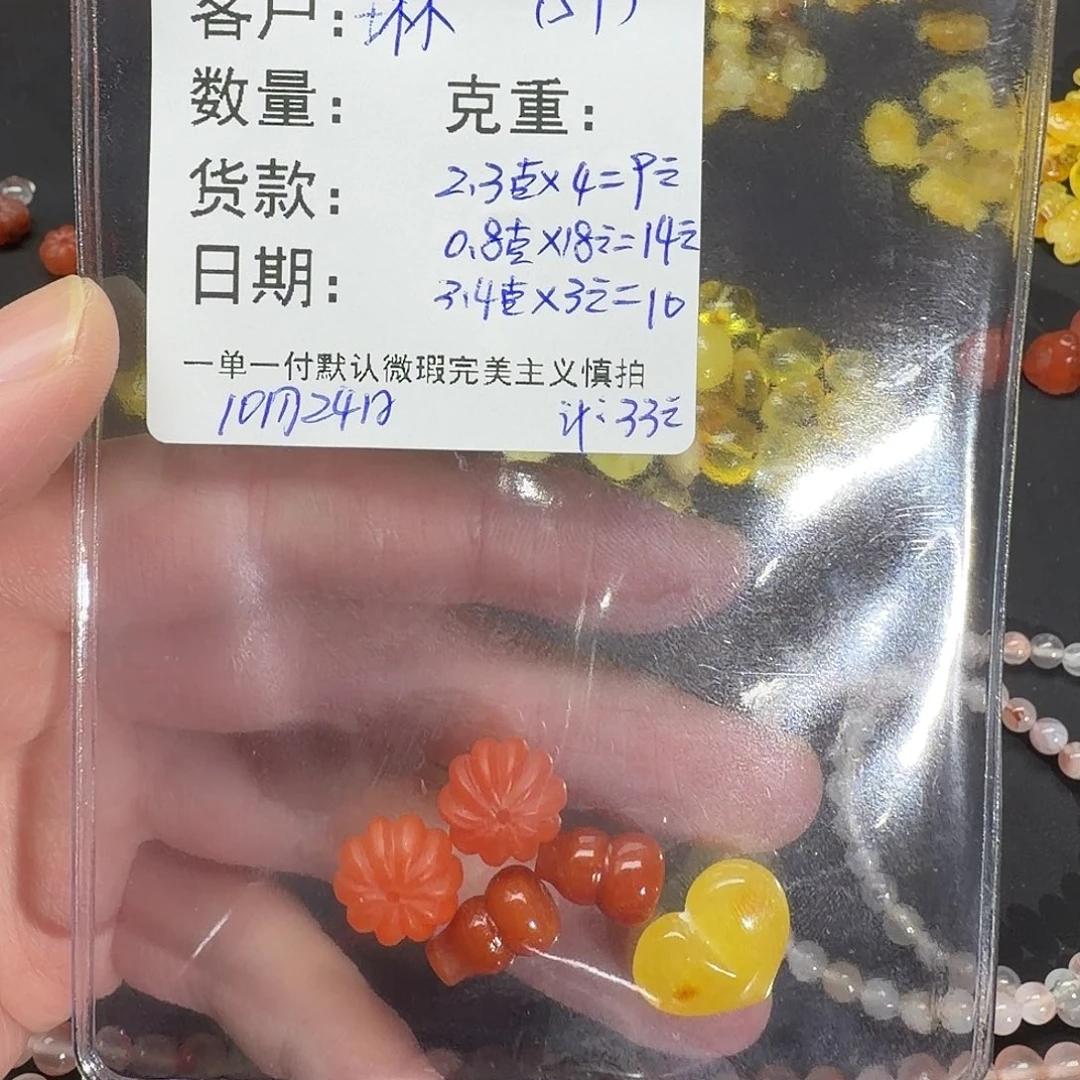 客户：琳
数量： 克重：
货款： 2.3克×4=9元
0.8克×18元=14元
日期： 3.4克×3元=10
一单一付默认微瑕完美主义慎拍
10月24日 计:33元